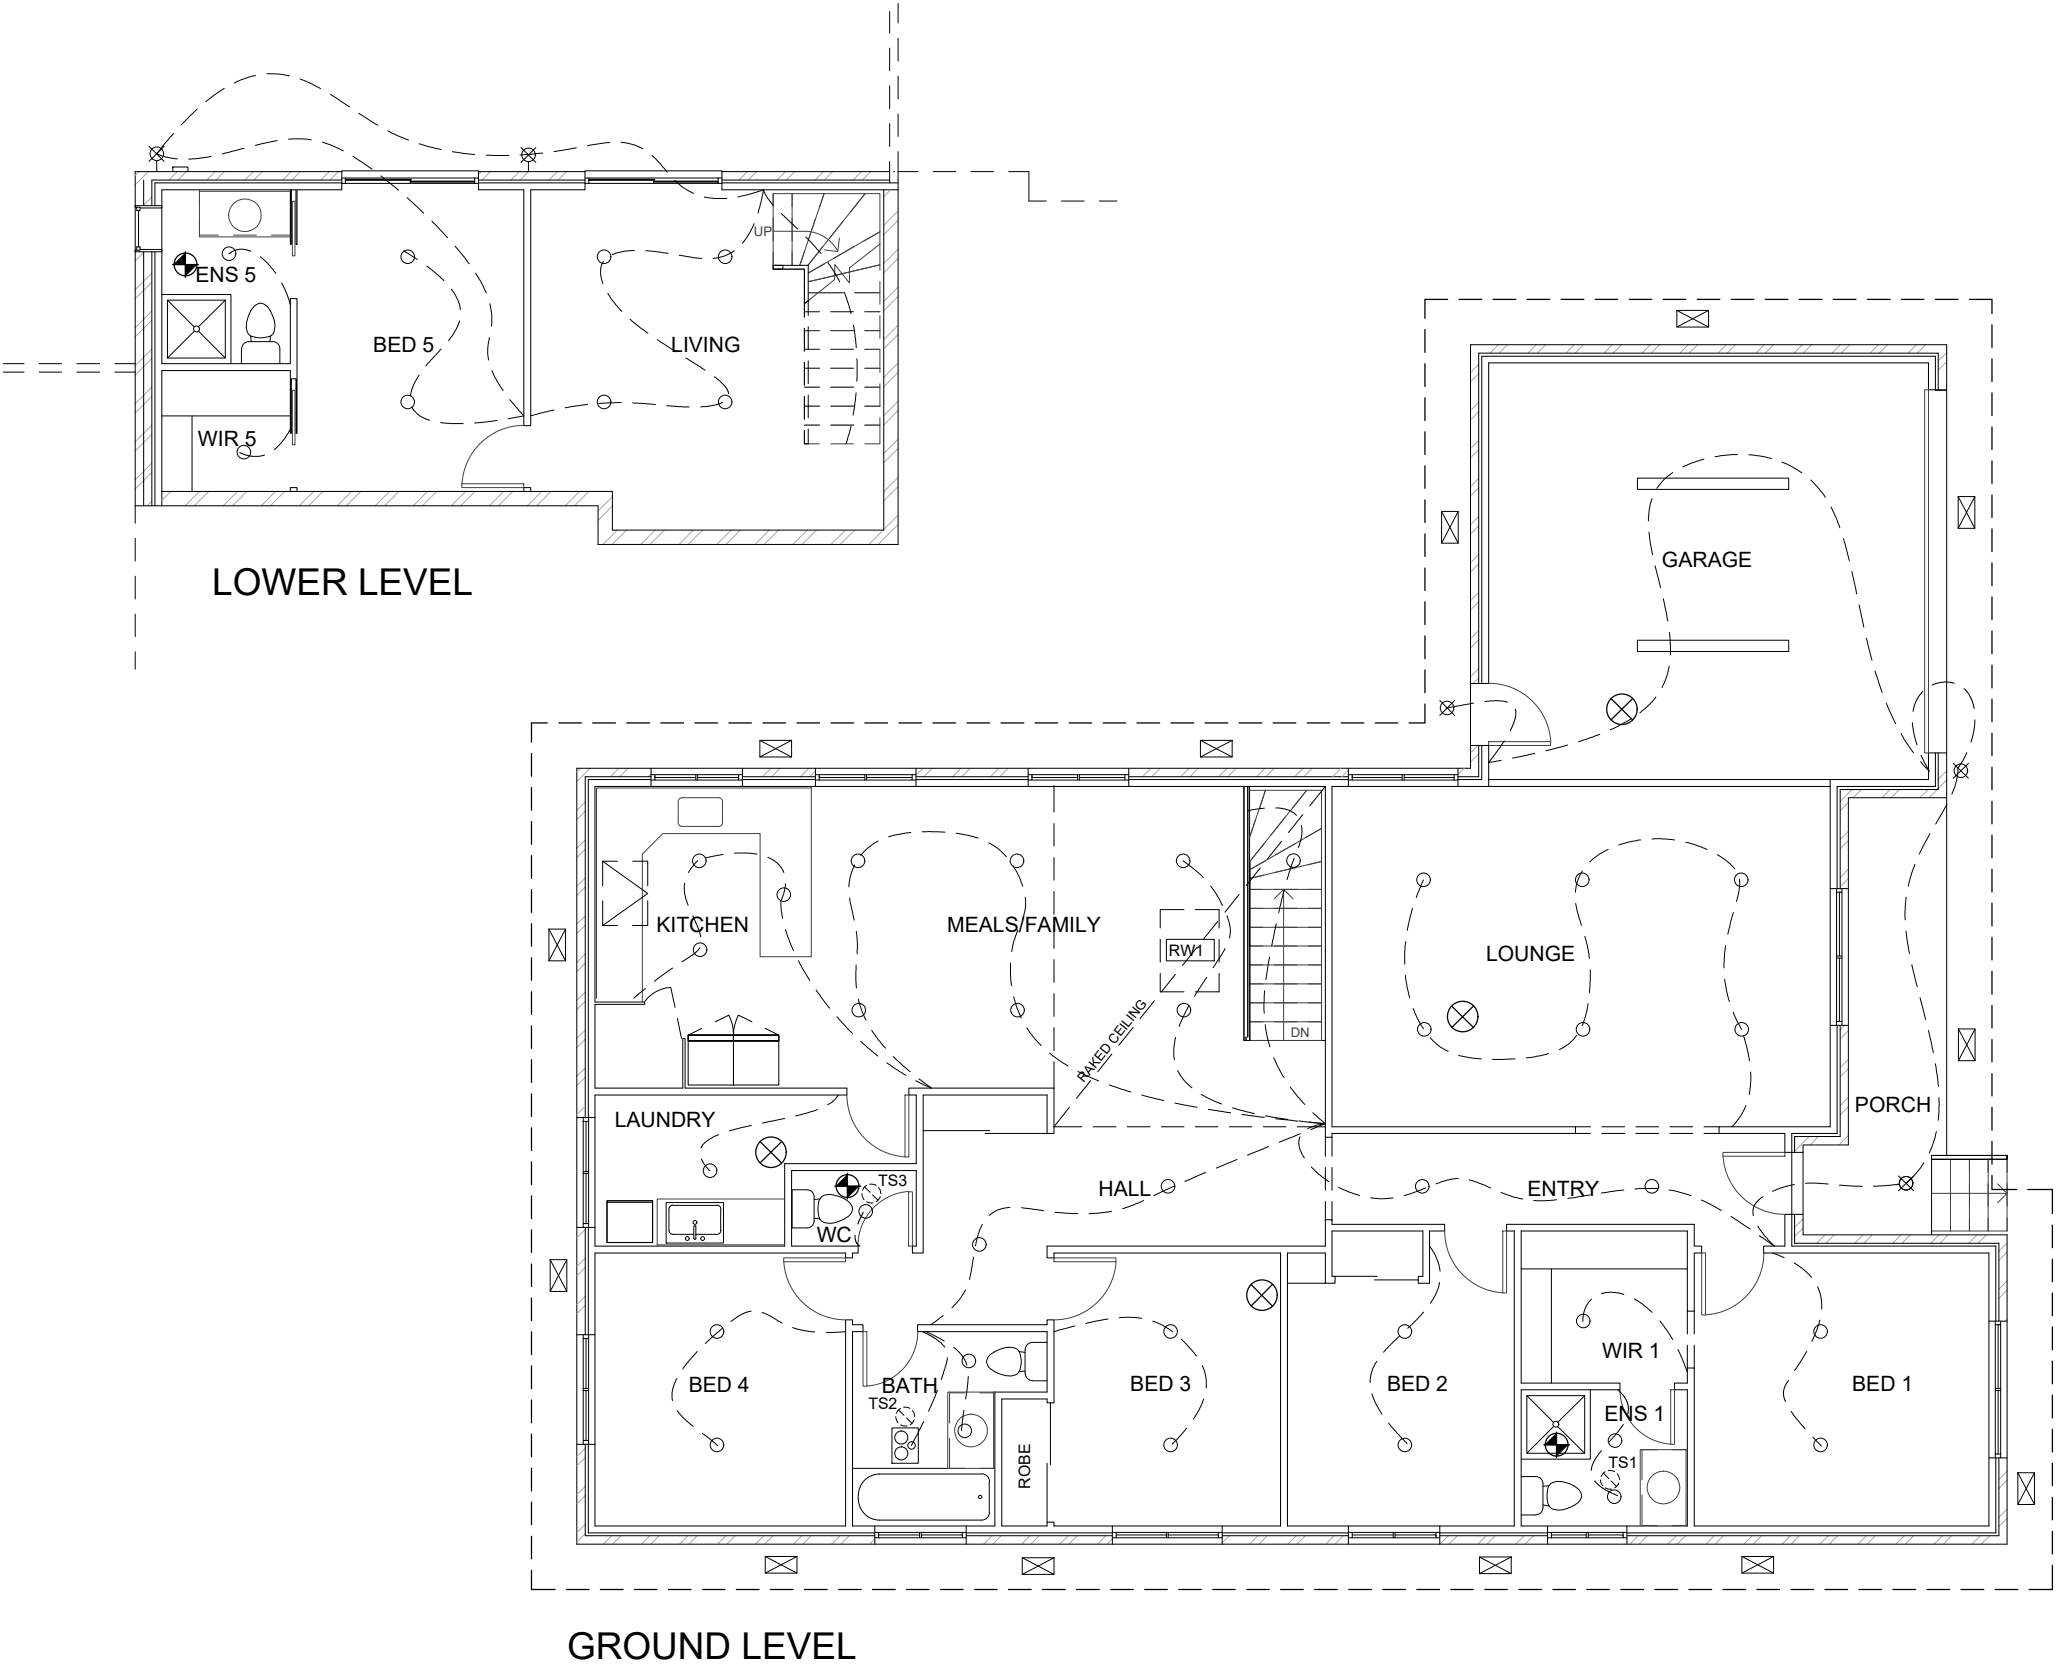 UP
ENS 5
BED 5
LIVING
WIR 5
LOWER LEVEL
GARAGE
KITCHEN
MEALS/FAMILY
RW1
LOUNGE
DN
RAKED CEILING
LAUNDRY
PORCH
TS3
HALL
ENTRY
WC
WIR 1
BED 4
BATH
BED 3
BED 2
BED 1
TS2
ENS 1
ROBE
TS1
GROUND LEVEL